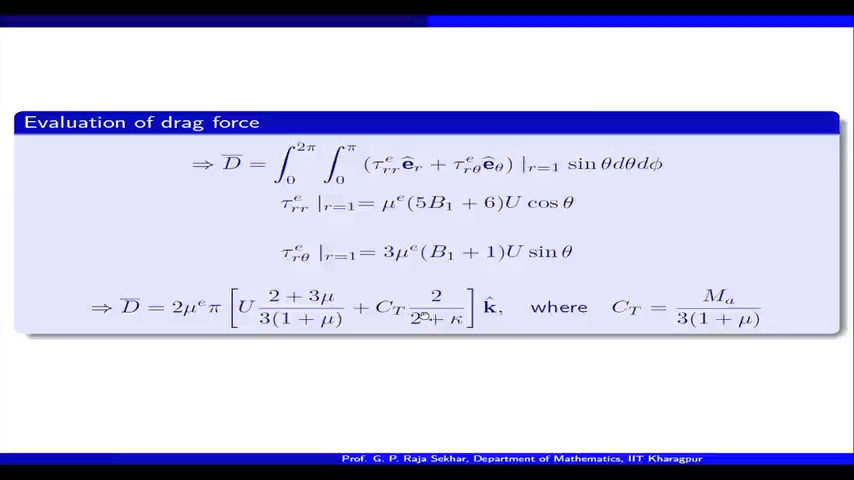 Evaluation of drag force
⇒ D̅ = ∫₀^{2π} ∫₀^{π} (τ^e_{rr} ê_r + τ^e_{rθ} ê_θ) |_{r=1} sin θdθdϕ
τ^e_{rr} |_{r=1} = μ^e(5B₁ + 6)U cos θ
τ^e_{rθ} |_{r=1} = 3μ^e(B₁ + 1)U sin θ
⇒ D̅ = 2μ^e π [U (2 + 3μ)/(3(1 + μ)) + C_T 2/(2 + κ)] k̂, where C_T = M_a/(3(1 + μ))
Prof. G. P. Raja Sekhar, Department of Mathematics, IIT Kharagpur